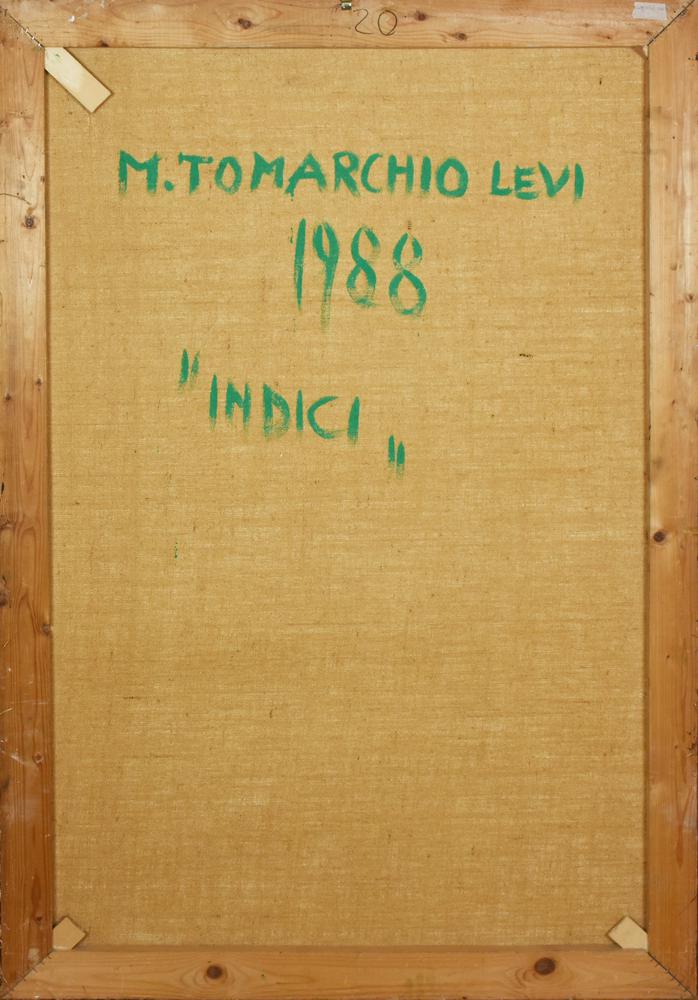 20
M. TOMARCHIO LEVI
1988
"INDICI„